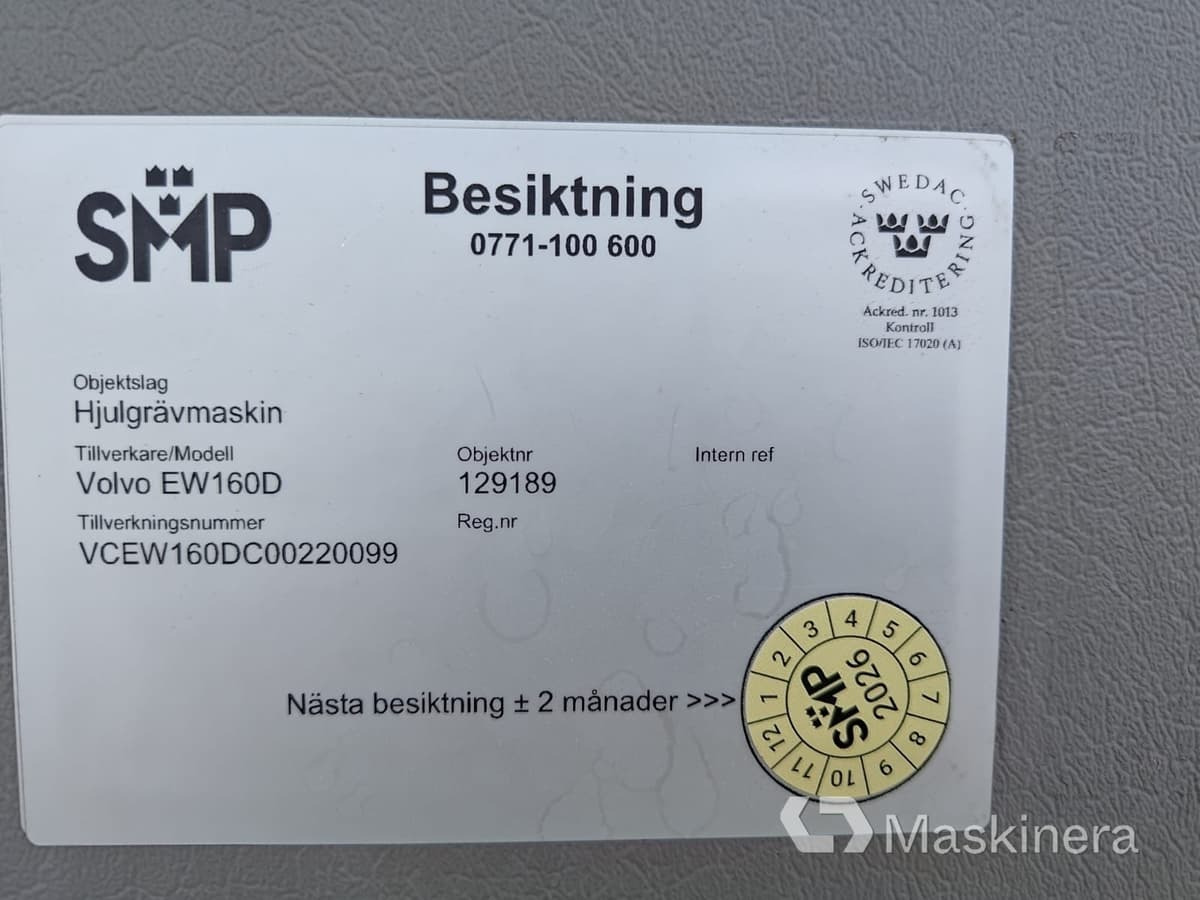 SMP
Besiktning
0771-100 600
SWEDAC ACKREDITERING
Ackred. nr. 1013
Kontroll
ISO/IEC 17020 (A)
Objektslag
Hjulgrävmaskin
Tillverkare/Modell
Volvo EW160D
Objektnr
129189
Intern ref
Tillverkningsnummer
VCEW160DC00220099
Reg.nr
Nästa besiktning ± 2 månader >>>
1 2 3 4 5 6 7 8 9 10 11 12
SMP
2026
Maskinera